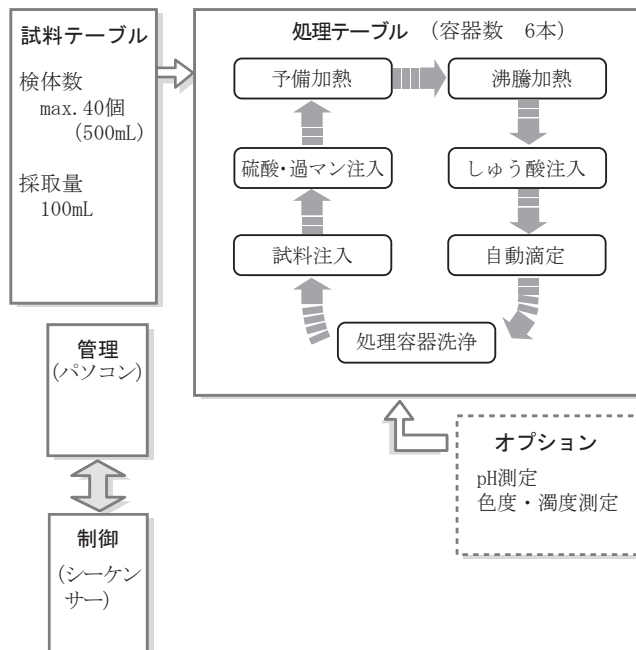 試料テーブル
検体数
max.40個
(500mL)
採取量
100mL
処理テーブル (容器数 6本)
予備加熱
沸騰加熱
硫酸・過マン注入
しゅう酸注入
試料注入
自動滴定
処理容器洗浄
管理
(パソコン)
制御
(シーケン
サー)
オプション
pH測定
色度・濁度測定